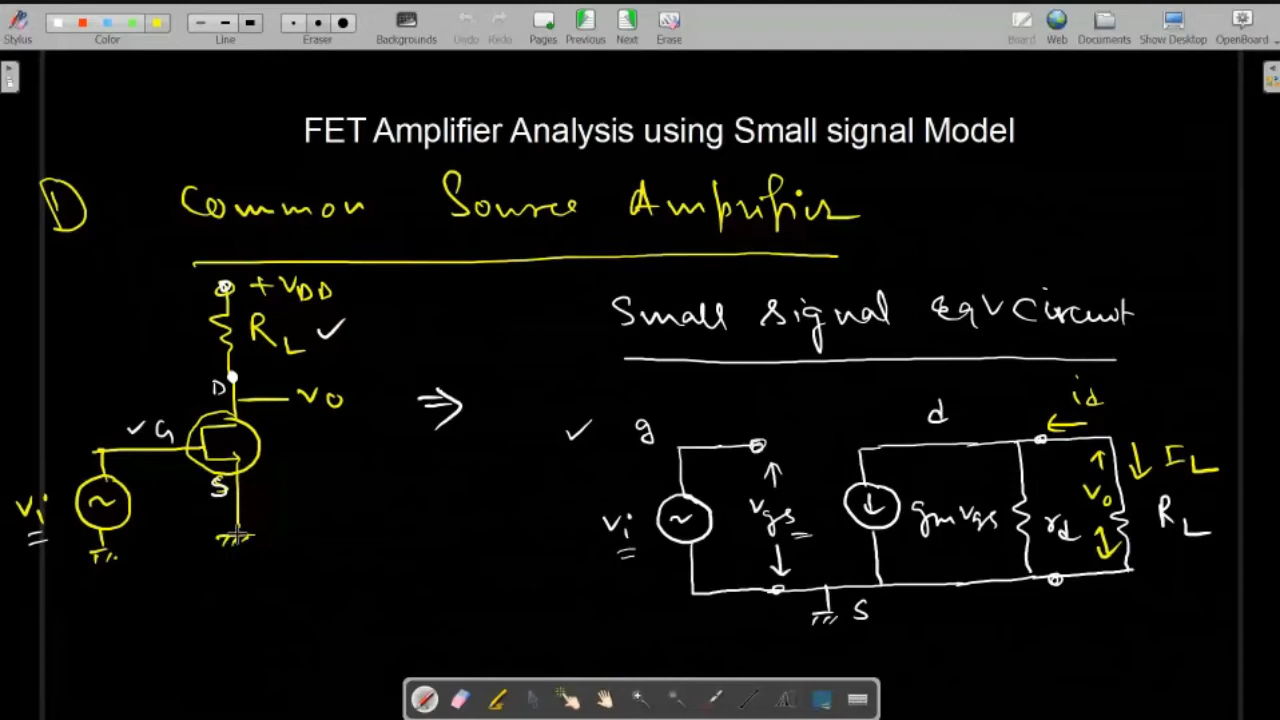 Stylus
Color
Line
Eraser
Backgrounds
Undo
Redo
Pages
Previous
Next
Erase
Board
Web
Documents
Show Desktop
OpenBoard
FET Amplifier Analysis using Small signal Model
1) Common Source Amplifier
+VDD
RL ✓
D
vo
✓ G
S
vi
⇒
Small signal EqV Circuit
✓ g
d
id
vi
vgs
gmvgs
rd
vo
IL
RL
S